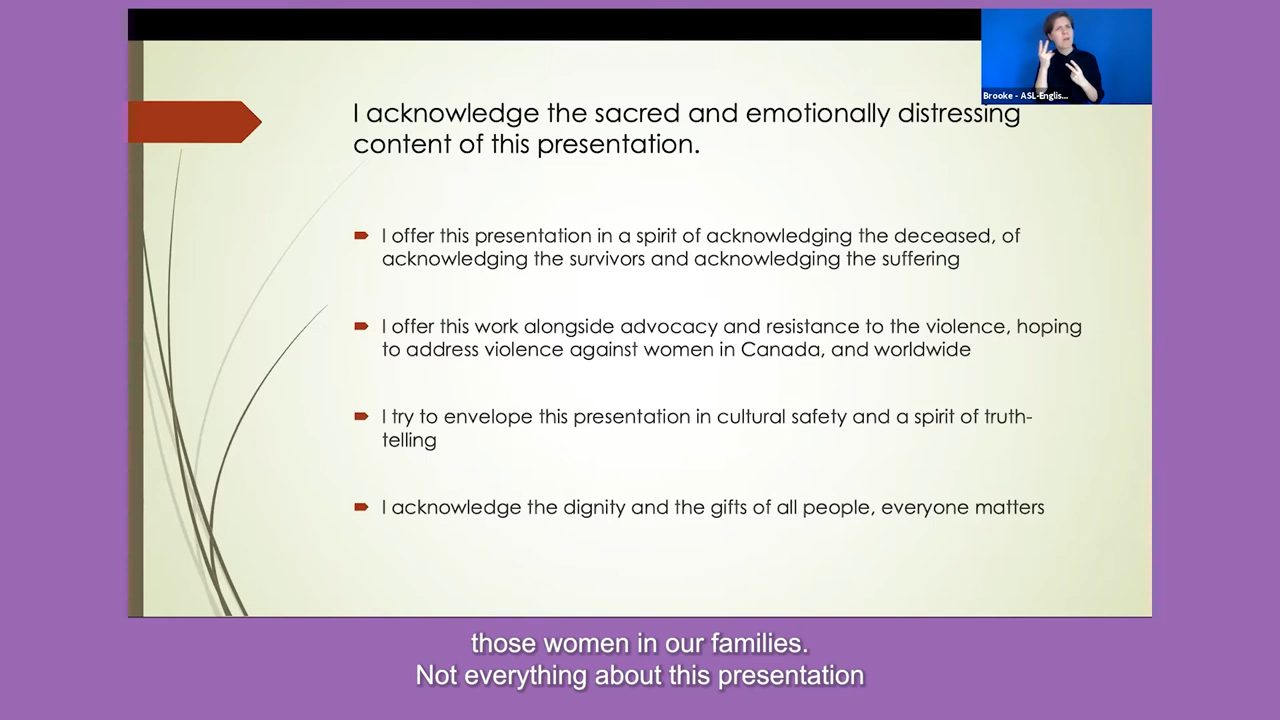 Brooke - ASL-Englis...
I acknowledge the sacred and emotionally distressing
content of this presentation.
I offer this presentation in a spirit of acknowledging the deceased, of
acknowledging the survivors and acknowledging the suffering
I offer this work alongside advocacy and resistance to the violence, hoping
to address violence against women in Canada, and worldwide
I try to envelope this presentation in cultural safety and a spirit of truth-
telling
I acknowledge the dignity and the gifts of all people, everyone matters
those women in our families.
Not everything about this presentation